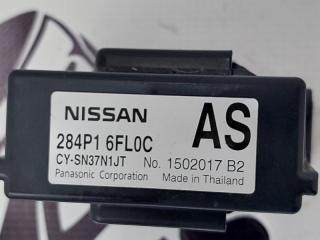 NISSAN
284P1 6FL0C
AS
CY-SN37N1JT No. 1502017 B2
Panasonic Corporation Made in Thailand